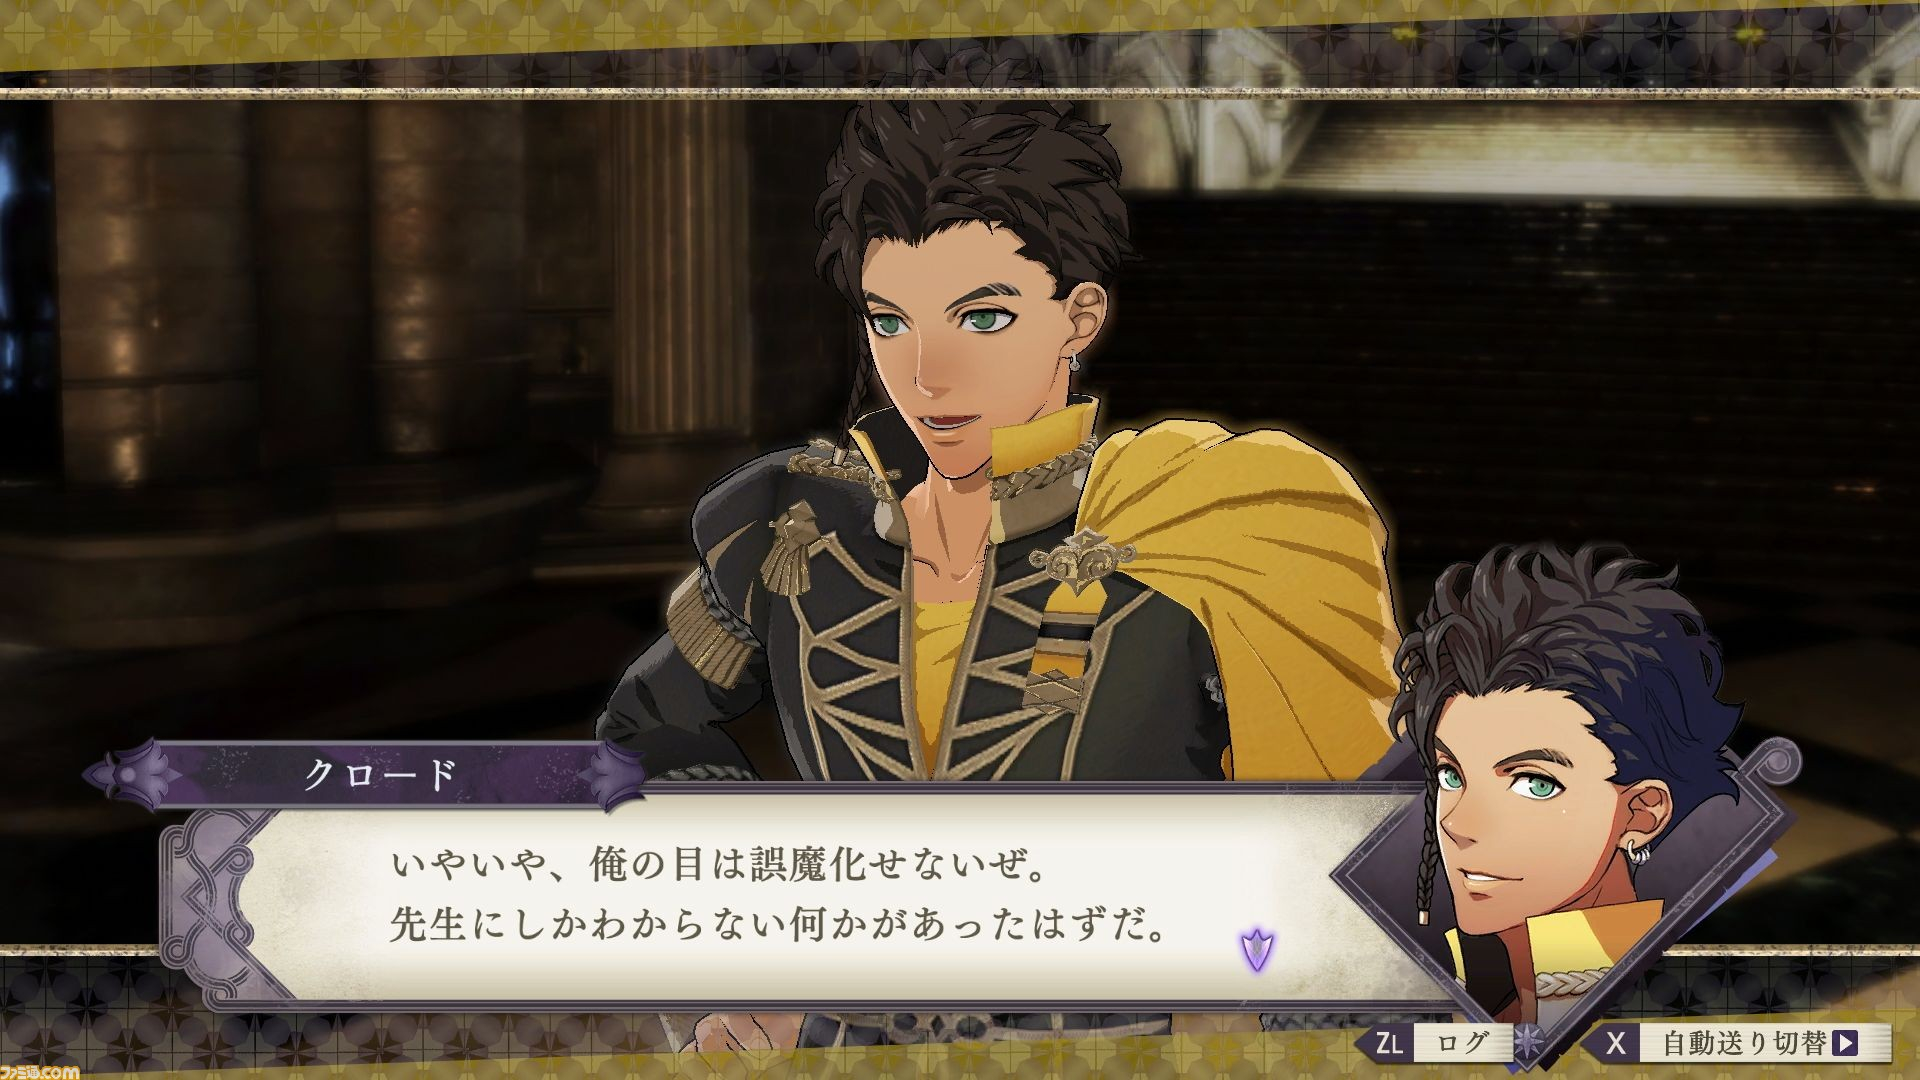 クロード
いやいや、俺の目は誤魔化せないぜ。
先生にしかわからない何かがあったはずだ。
ZL ログ X 自動送り切替
ファミ通.com